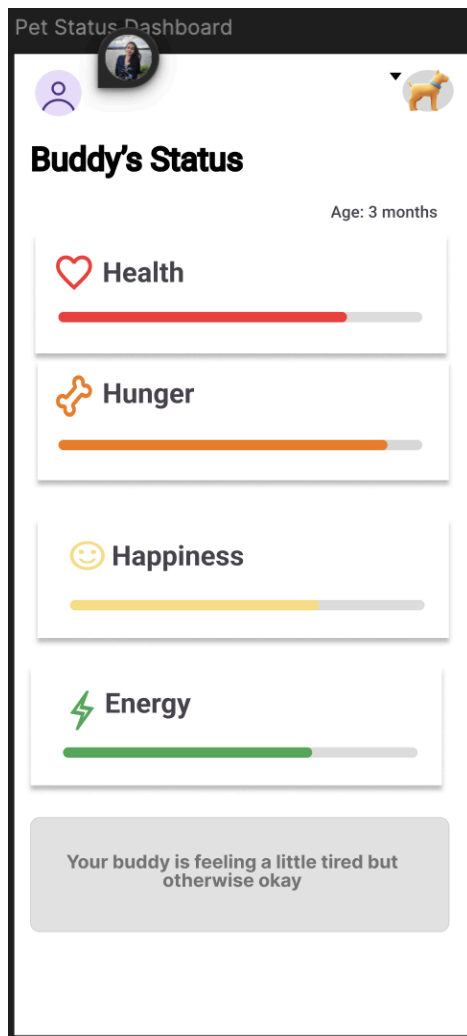 Pet Status Dashboard
Buddy's Status
Age: 3 months
Health
Hunger
Happiness
Energy
Your buddy is feeling a little tired but
otherwise okay